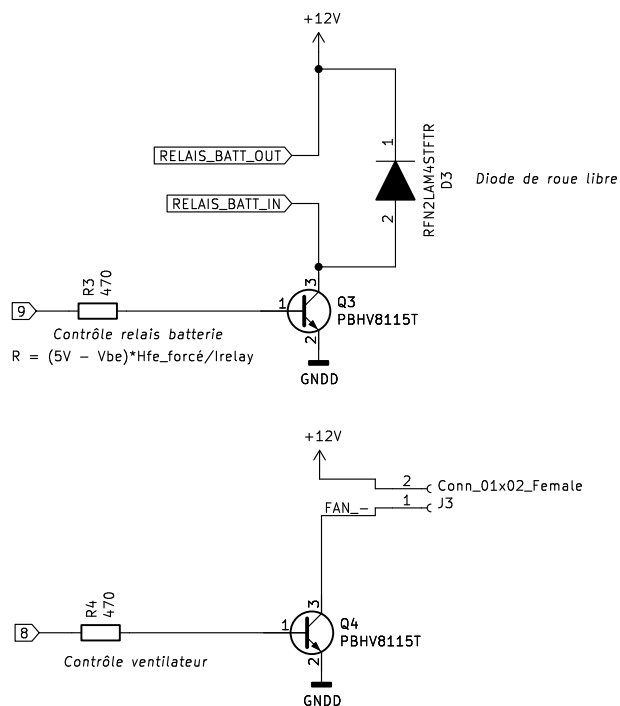 +12V
RELAIS_BATT_OUT
1
RFN2LAM4STFTR
D3
Diode de roue libre
RELAIS_BATT_IN
2
3
9
R3
470
1
Q3
PBHV8115T
Contrôle relais batterie
2
R = (5V - Vbe)*Hfe_forcé/Irelay
GNDD
+12V
2
Conn_01x02_Female
FAN_-
1
J3
3
8
R4
470
1
Q4
PBHV8115T
2
Contrôle ventilateur
GNDD